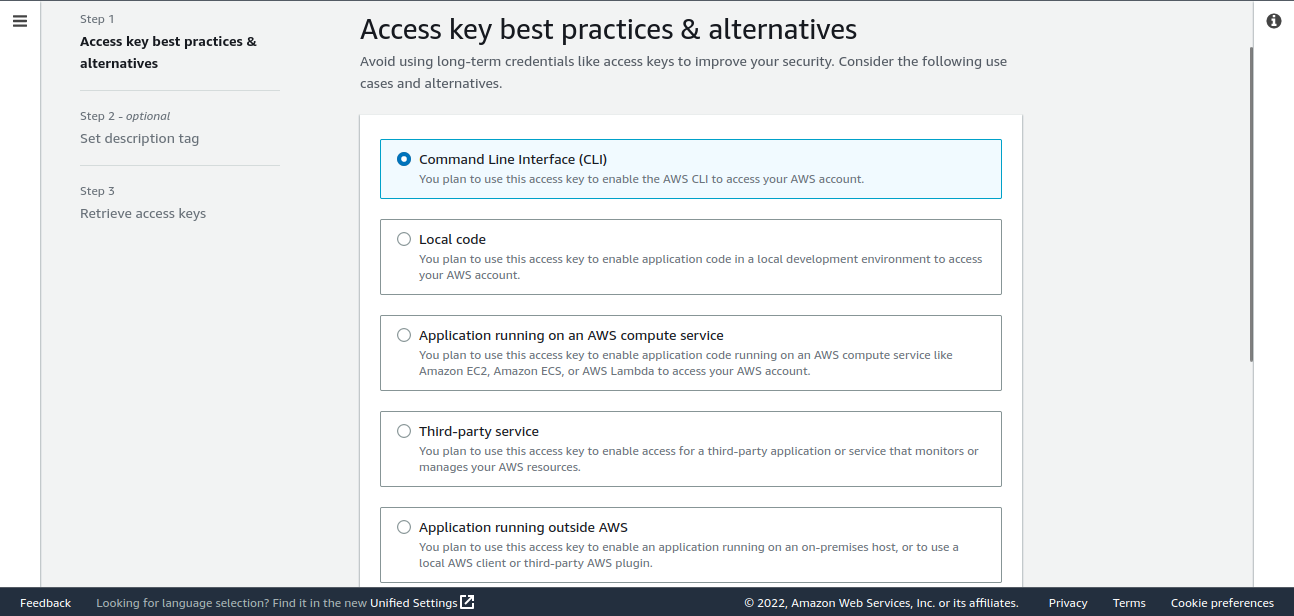 Step 1
Access key best practices &
alternatives
Step 2 - optional
Set description tag
Step 3
Retrieve access keys
Access key best practices & alternatives
Avoid using long-term credentials like access keys to improve your security. Consider the following use
cases and alternatives.
Command Line Interface (CLI)
You plan to use this access key to enable the AWS CLI to access your AWS account.
Local code
You plan to use this access key to enable application code in a local development environment to access
your AWS account.
Application running on an AWS compute service
You plan to use this access key to enable application code running on an AWS compute service like
Amazon EC2, Amazon ECS, or AWS Lambda to access your AWS account.
Third-party service
You plan to use this access key to enable access for a third-party application or service that monitors or
manages your AWS resources.
Application running outside AWS
You plan to use this access key to enable an application running on an on-premises host, or to use a
local AWS client or third-party AWS plugin.
Feedback Looking for language selection? Find it in the new Unified Settings © 2022, Amazon Web Services, Inc. or its affiliates. Privacy Terms Cookie preferences